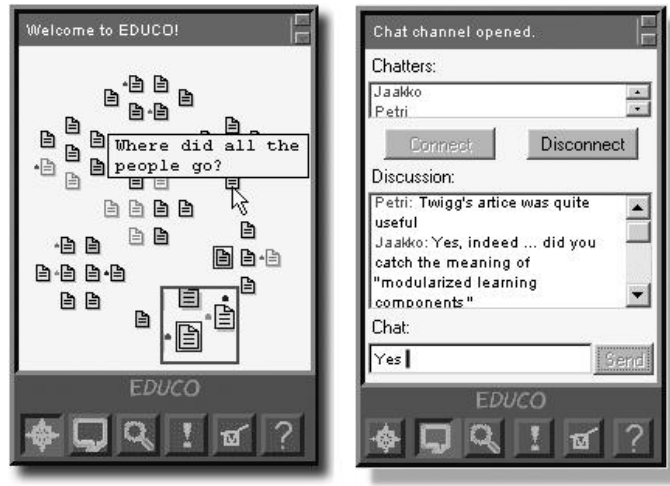 Welcome to EDUCO!
Where did all the
people go?
EDUCO
?
Chat channel opened.
Chatters:
Jaakko
Petri
Connect
Disconnect
Discussion:
Petri: Twigg's artice was quite
useful
Jaakko: Yes, indeed ... did you
catch the meaning of
"modularized learning
components"
Chat:
Yes
Send
EDUCO
?